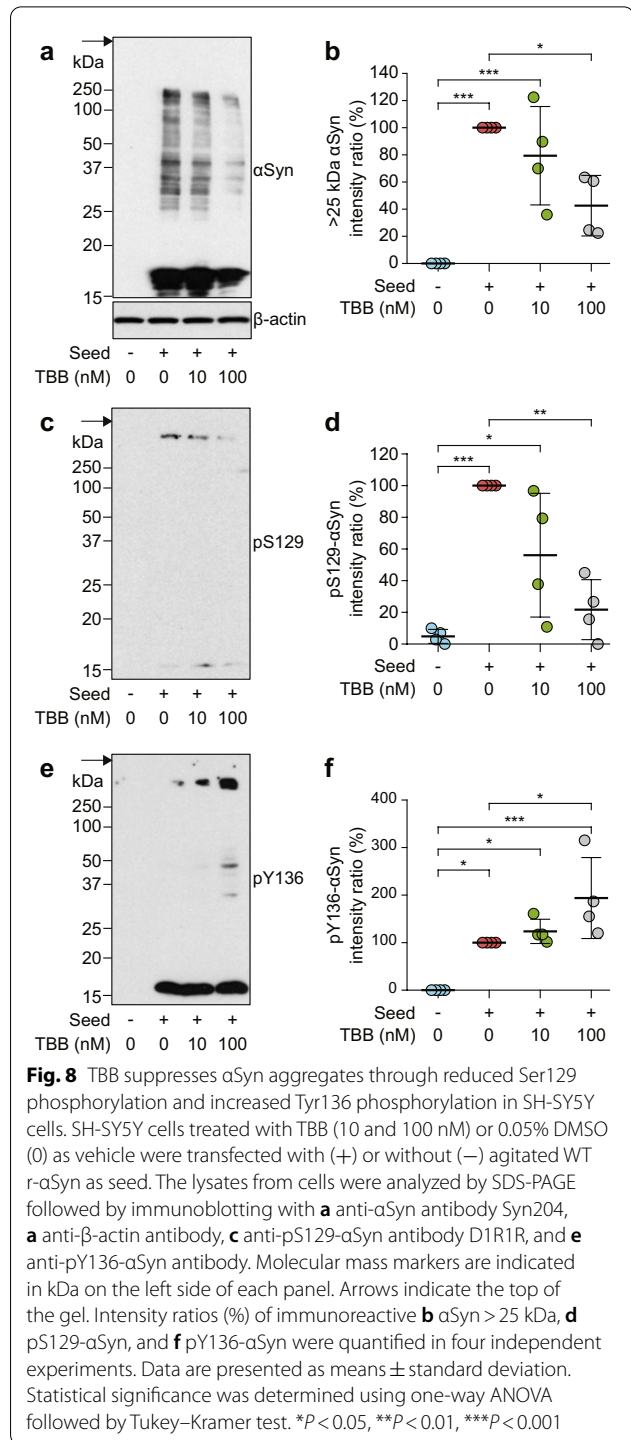 a
kDa
250
100
50
37
25
20
15
αSyn
β-actin
Seed - + + +
TBB (nM) 0 0 10 100
b
>25 kDa αSyn
intensity ratio (%)
140
120
100
80
60
40
20
0
***
***
*
Seed - + + +
TBB (nM) 0 0 10 100
c
kDa
250
100
50
37
25
20
15
pS129
Seed - + + +
TBB (nM) 0 0 10 100
d
pS129-αSyn
intensity ratio (%)
120
100
80
60
40
20
0
***
*
**
Seed - + + +
TBB (nM) 0 0 10 100
e
kDa
250
100
50
37
25
20
15
pY136
Seed - + + +
TBB (nM) 0 0 10 100
f
pY136-αSyn
intensity ratio (%)
400
300
200
100
0
*
*
***
*
Seed - + + +
TBB (nM) 0 0 10 100
Fig. 8 TBB suppresses αSyn aggregates through reduced Ser129
phosphorylation and increased Tyr136 phosphorylation in SH-SY5Y
cells. SH-SY5Y cells treated with TBB (10 and 100 nM) or 0.05% DMSO
(0) as vehicle were transfected with (+) or without (−) agitated WT
r-αSyn as seed. The lysates from cells were analyzed by SDS-PAGE
followed by immunoblotting with a anti-αSyn antibody Syn204,
a anti-β-actin antibody, c anti-pS129-αSyn antibody D1R1R, and e
anti-pY136-αSyn antibody. Molecular mass markers are indicated
in kDa on the left side of each panel. Arrows indicate the top of
the gel. Intensity ratios (%) of immunoreactive b αSyn > 25 kDa, d
pS129-αSyn, and f pY136-αSyn were quantified in four independent
experiments. Data are presented as means ± standard deviation.
Statistical significance was determined using one-way ANOVA
followed by Tukey–Kramer test. *P < 0.05, **P < 0.01, ***P < 0.001